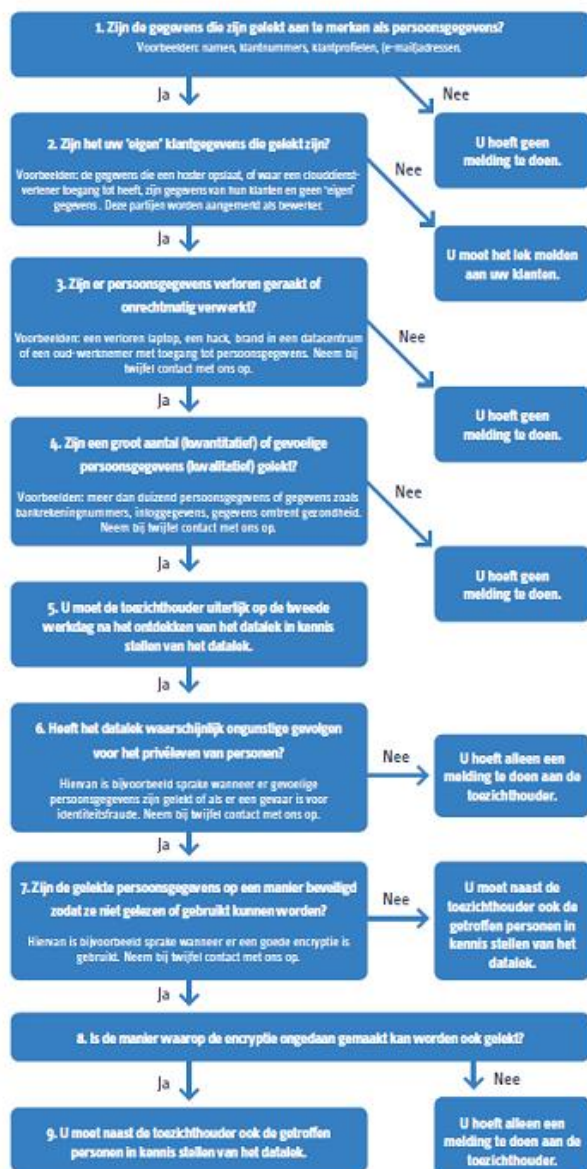 1. Zijn de gegevens die zijn gelekt aan te merken als persoonsgegevens?
Voorbeelden: namen, klantnummers, klantprofielen, (e-mail)adressen.
Ja
Nee
2. Zijn het uw 'eigen' klantgegevens die gelekt zijn?
Voorbeelden: de gegevens die een hoster opslaat, of waar een clouddienst-
verlener toegang tot heeft, zijn gegevens van hun klanten en geen 'eigen'
gegevens . Deze partijen worden aangemerkt als bewerker.
U hoeft geen
melding te doen.
Nee
Ja
U moet het lek melden
aan uw klanten.
3. Zijn er persoonsgegevens verloren geraakt of
onrechtmatig verwerkt?
Voorbeelden: een verloren laptop, een hack, brand in een datacentrum
of een oud-werknemer met toegang tot persoonsgegevens. Neem bij
twijfel contact met ons op.
Nee
Ja
U hoeft geen
melding te doen.
4. Zijn een groot aantal (kwantitatief) of gevoelige
persoonsgegevens (kwalitatief) gelekt?
Voorbeelden: meer dan duizend persoonsgegevens of gegevens zoals
bankrekeningnummers, inloggegevens, gegevens omtrent gezondheid.
Neem bij twijfel contact met ons op.
Nee
Ja
U hoeft geen
melding te doen.
5. U moet de toezichthouder uiterlijk op de tweede
werkdag na het ontdekken van het datalek in kennis
stellen van het datalek.
Ja
6. Heeft het datalek waarschijnlijk ongunstige gevolgen
voor het privéleven van personen?
Hiervan is bijvoorbeeld sprake wanneer er gevoelige
persoonsgegevens zijn gelekt of als er een gevaar is voor
identiteitsfraude. Neem bij twijfel contact met ons op.
Nee
U hoeft alleen een
melding te doen aan de
toezichthouder.
Ja
7. Zijn de gelekte persoonsgegevens op een manier beveiligd
zodat ze niet gelezen of gebruikt kunnen worden?
Hiervan is bijvoorbeeld sprake wanneer er een goede encryptie is
gebruikt. Neem bij twijfel contact met ons op.
Nee
U moet naast de
toezichthouder ook de
getroffen personen in
kennis stellen van het
datalek.
Ja
8. Is de manier waarop de encryptie ongedaan gemaakt kan worden ook gelekt?
Ja
Nee
9. U moet naast de toezichthouder ook de getroffen
personen in kennis stellen van het datalek.
U hoeft alleen een
melding te doen aan de
toezichthouder.